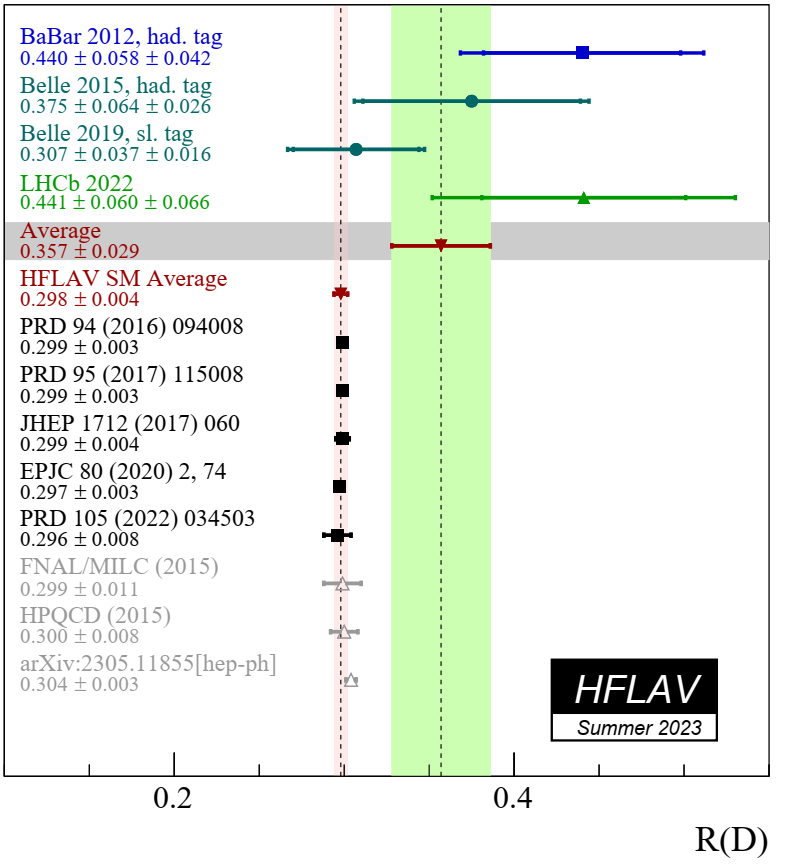 BaBar 2012, had. tag
0.440 ± 0.058 ± 0.042
Belle 2015, had. tag
0.375 ± 0.064 ± 0.026
Belle 2019, sl. tag
0.307 ± 0.037 ± 0.016
LHCb 2022
0.441 ± 0.060 ± 0.066
Average
0.357 ± 0.029
HFLAV SM Average
0.298 ± 0.004
PRD 94 (2016) 094008
0.299 ± 0.003
PRD 95 (2017) 115008
0.299 ± 0.003
JHEP 1712 (2017) 060
0.299 ± 0.004
EPJC 80 (2020) 2, 74
0.297 ± 0.003
PRD 105 (2022) 034503
0.296 ± 0.008
FNAL/MILC (2015)
0.299 ± 0.011
HPQCD (2015)
0.300 ± 0.008
arXiv:2305.11855[hep-ph]
0.304 ± 0.003
HFLAV
Summer 2023
0.2 0.4
R(D)